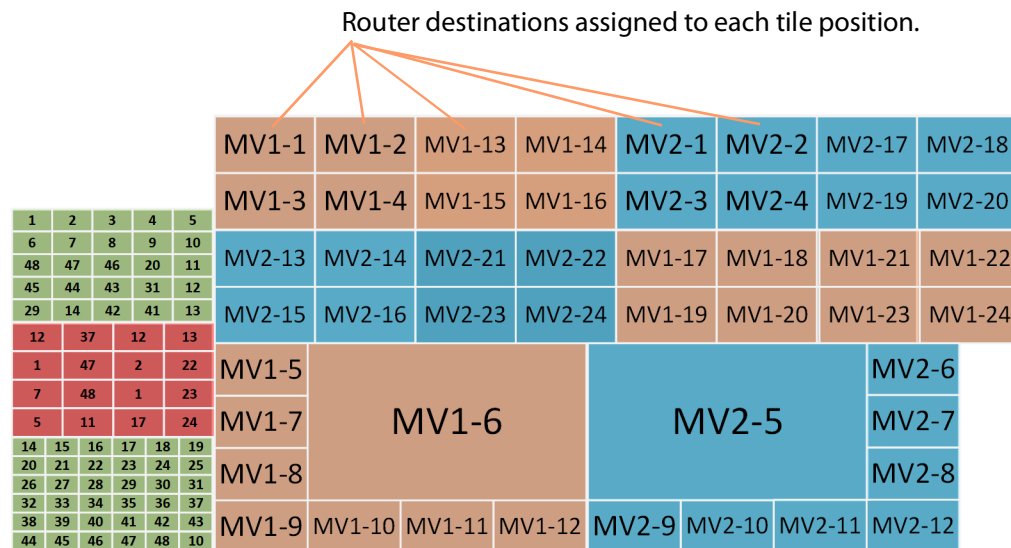 Router destinations assigned to each tile position.
MV1-1 MV1-2 MV1-13 MV1-14 MV2-1 MV2-2 MV2-17 MV2-18
MV1-3 MV1-4 MV1-15 MV1-16 MV2-3 MV2-4 MV2-19 MV2-20
MV2-13 MV2-14 MV2-21 MV2-22 MV1-17 MV1-18 MV1-21 MV1-22
MV2-15 MV2-16 MV2-23 MV2-24 MV1-19 MV1-20 MV1-23 MV1-24
MV1-5 MV1-6 MV2-5 MV2-6
MV1-7 MV2-7
MV1-8 MV2-8
MV1-9 MV1-10 MV1-11 MV1-12 MV2-9 MV2-10 MV2-11 MV2-12
1 2 3 4 5
6 7 8 9 10
48 47 46 20 11
45 44 43 31 12
29 14 42 41 13
12 37 12 13
1 47 2 22
7 48 1 23
5 11 17 24
14 15 16 17 18 19
20 21 22 23 24 25
26 27 28 29 30 31
32 33 34 35 36 37
38 39 40 41 42 43
44 45 46 47 48 10